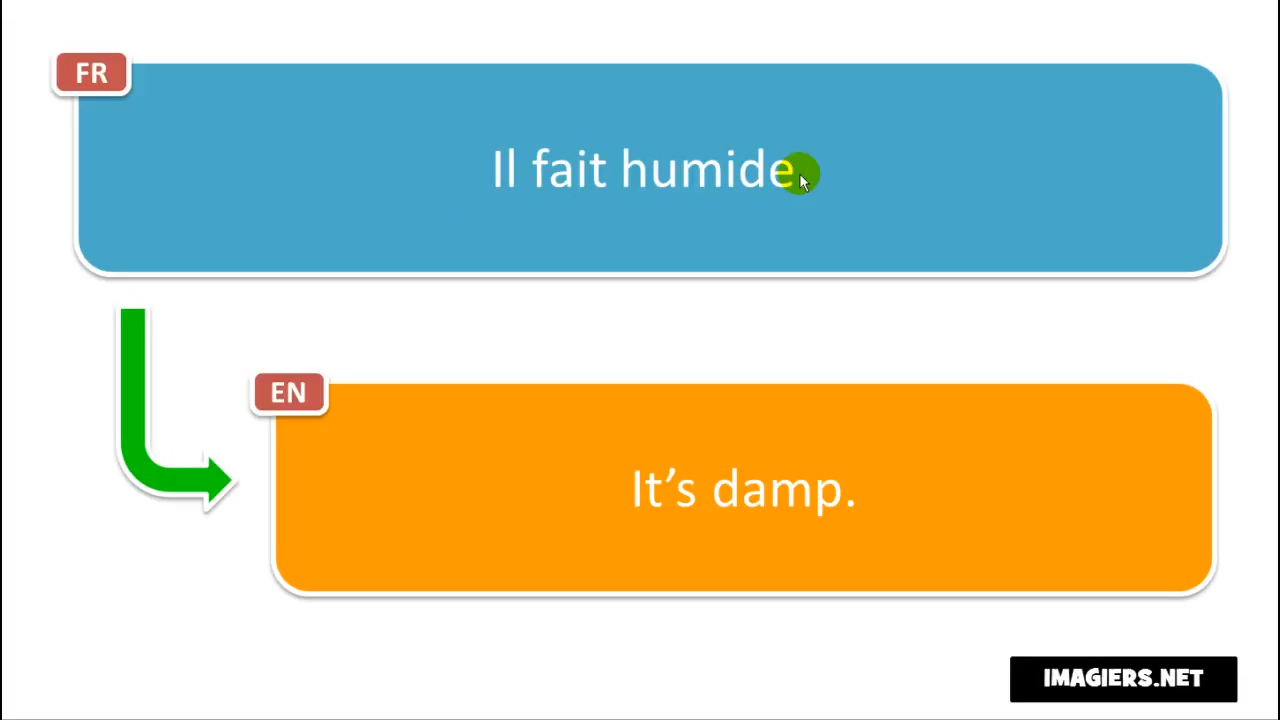 FR
Il fait humide.
EN
It’s damp.
IMAGIERS.NET